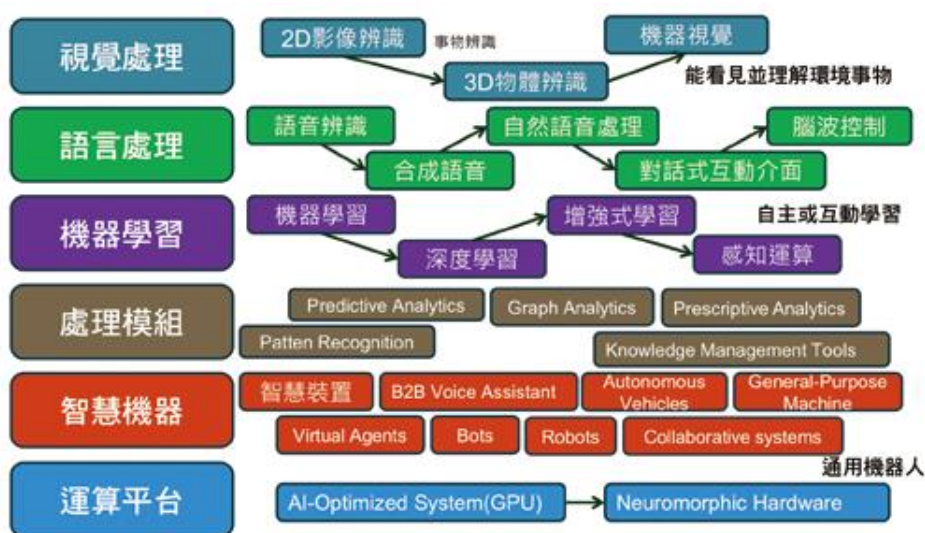 視覺處理
2D影像辨識
事物辨識
3D物體辨識
機器視覺
能看見並理解環境事物
語言處理
語音辨識
合成語音
自然語音處理
對話式互動介面
腦波控制
機器學習
機器學習
深度學習
增強式學習
感知運算
自主或互動學習
處理模組
Predictive Analytics
Graph Analytics
Prescriptive Analytics
Patten Recognition
Knowledge Management Tools
智慧機器
智慧裝置
B2B Voice Assistant
Autonomous
Vehicles
General-Purpose
Machine
Virtual Agents
Bots
Robots
Collaborative systems
通用機器人
運算平台
AI-Optimized System(GPU)
Neuromorphic Hardware